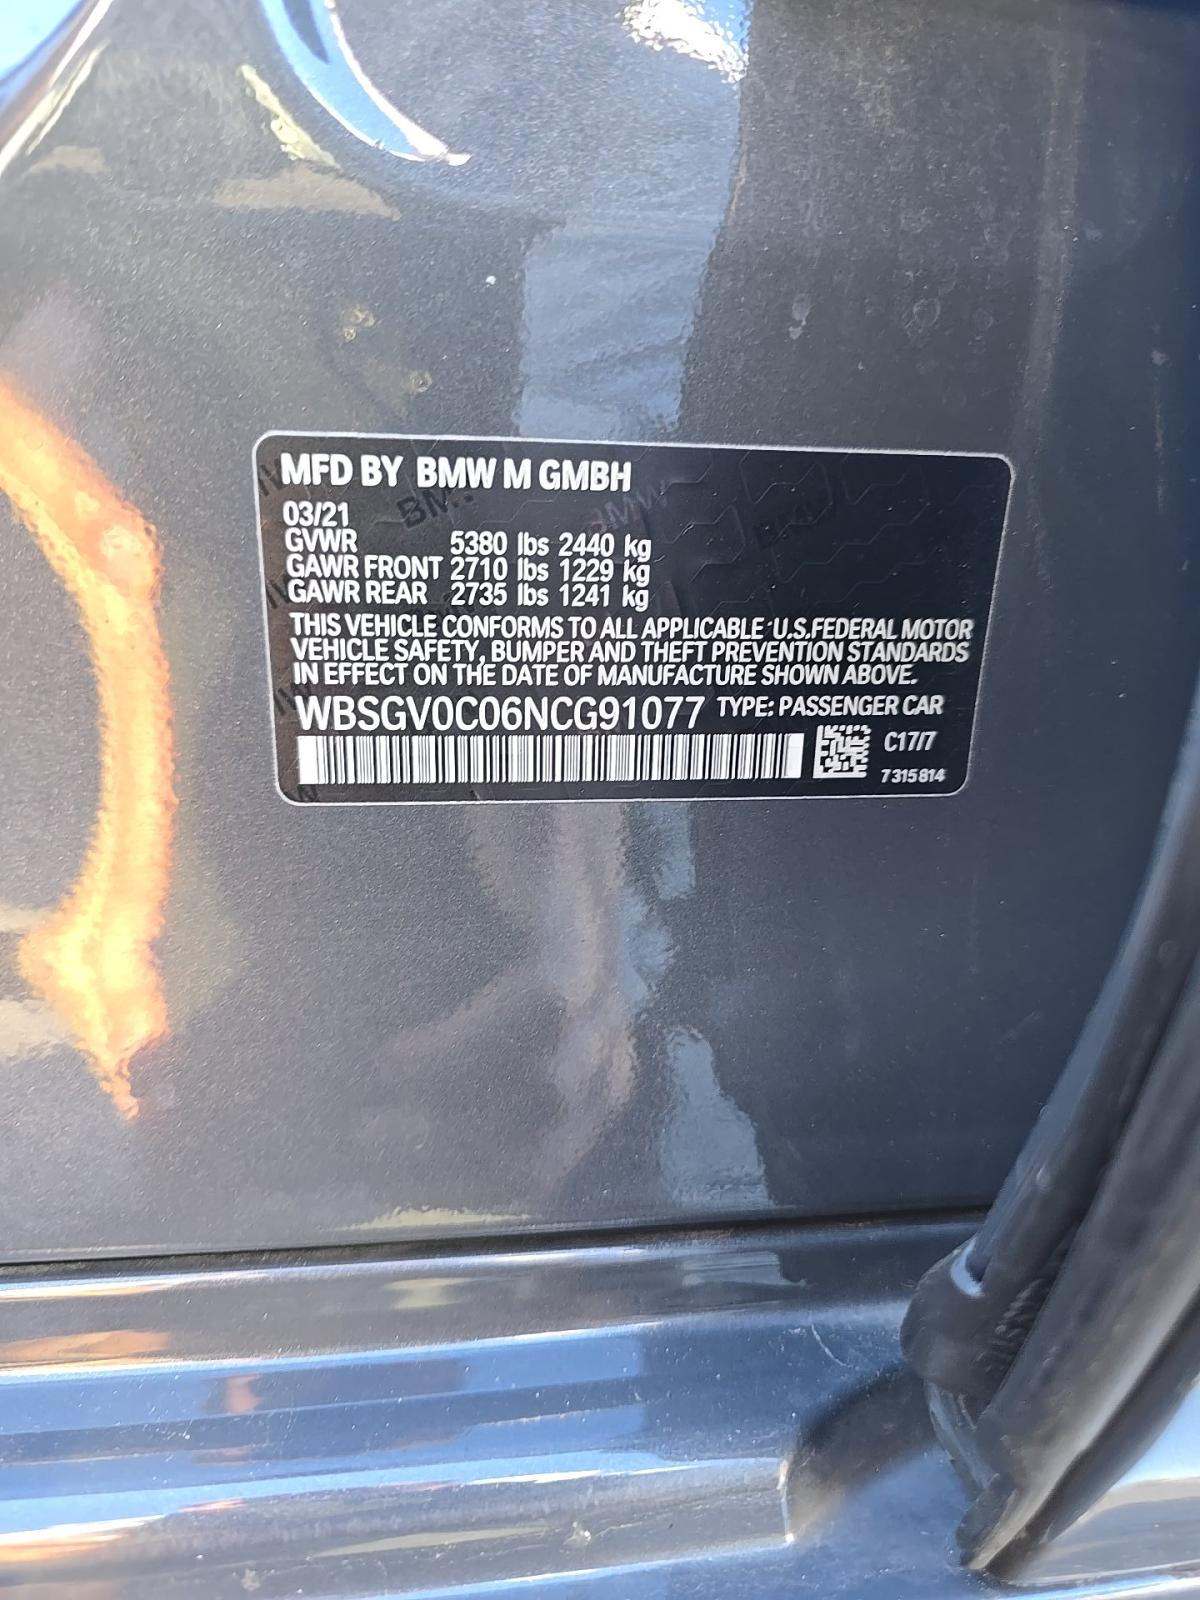 MFD BY BMW M GMBH
03/21
GVWR 5380 lbs 2440 kg
GAWR FRONT 2710 lbs 1229 kg
GAWR REAR 2735 lbs 1241 kg
THIS VEHICLE CONFORMS TO ALL APPLICABLE U.S.FEDERAL MOTOR
VEHICLE SAFETY, BUMPER AND THEFT PREVENTION STANDARDS
IN EFFECT ON THE DATE OF MANUFACTURE SHOWN ABOVE.
WBSGV0C06NCG91077 TYPE: PASSENGER CAR
C17/7
7315814